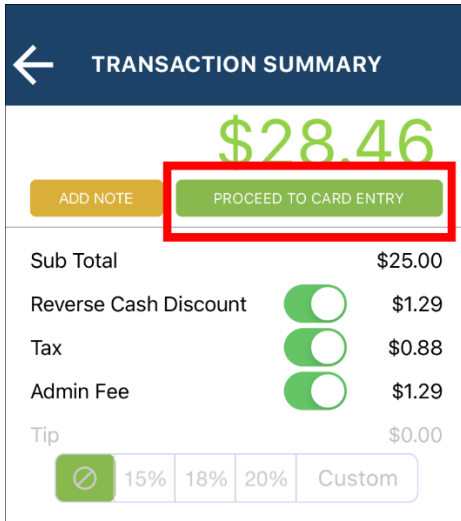 TRANSACTION SUMMARY
$28.46
ADD NOTE PROCEED TO CARD ENTRY
Sub Total $25.00
Reverse Cash Discount $1.29
Tax $0.88
Admin Fee $1.29
Tip $0.00
15% 18% 20% Custom